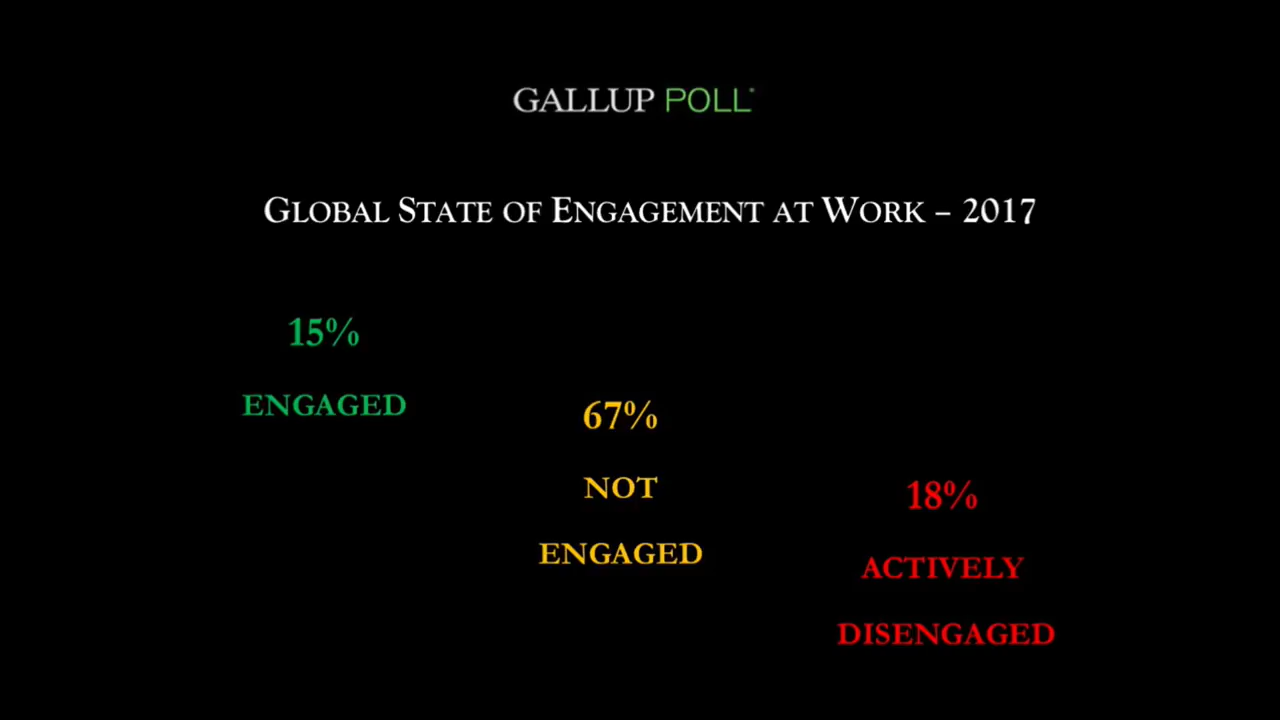 GALLUP POLL
GLOBAL STATE OF ENGAGEMENT AT WORK – 2017
15%
ENGAGED
67%
NOT
ENGAGED
18%
ACTIVELY
DISENGAGED